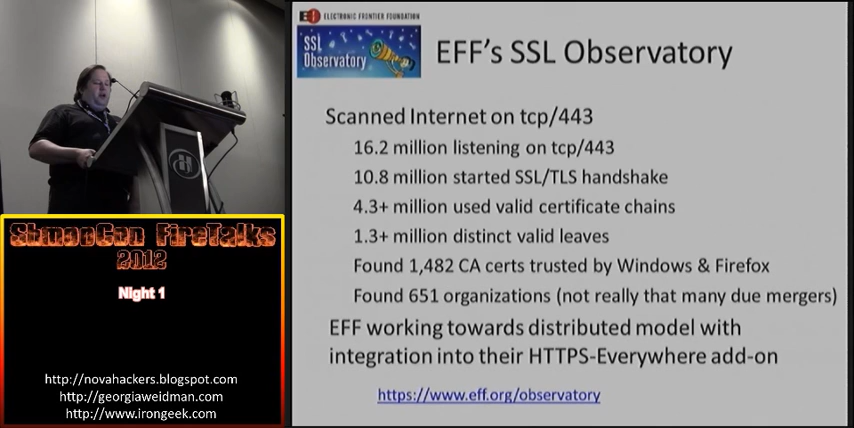 ELECTRONIC FRONTIER FOUNDATION
SSL
Observatory
EFF's SSL Observatory
Scanned Internet on tcp/443
16.2 million listening on tcp/443
10.8 million started SSL/TLS handshake
4.3+ million used valid certificate chains
1.3+ million distinct valid leaves
Found 1,482 CA certs trusted by Windows & Firefox
Found 651 organizations (not really that many due mergers)
EFF working towards distributed model with
integration into their HTTPS-Everywhere add-on
https://www.eff.org/observatory
ShmooCon FireTalks
2012
Night 1
http://novahackers.blogspot.com
http://georgiaweidman.com
http://www.irongeek.com